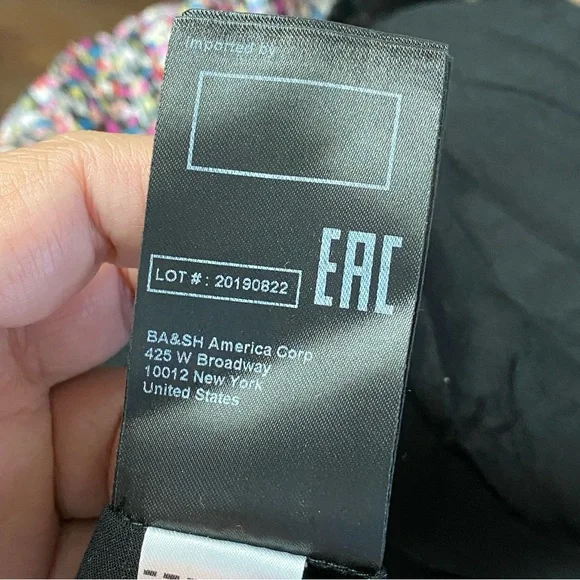 Imported by
LOT # : 20190822
EAC
BA&SH America Corp
425 W Broadway
10012 New York
United States